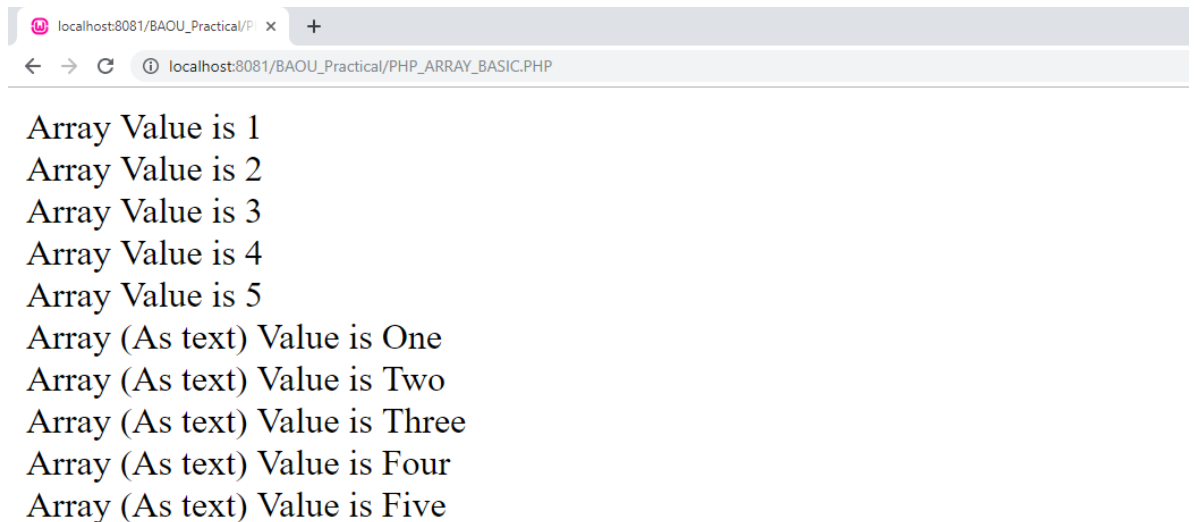 localhost:8081/BAOU_Practical/P
localhost:8081/BAOU_Practical/PHP_ARRAY_BASIC.PHP
Array Value is 1
Array Value is 2
Array Value is 3
Array Value is 4
Array Value is 5
Array (As text) Value is One
Array (As text) Value is Two
Array (As text) Value is Three
Array (As text) Value is Four
Array (As text) Value is Five